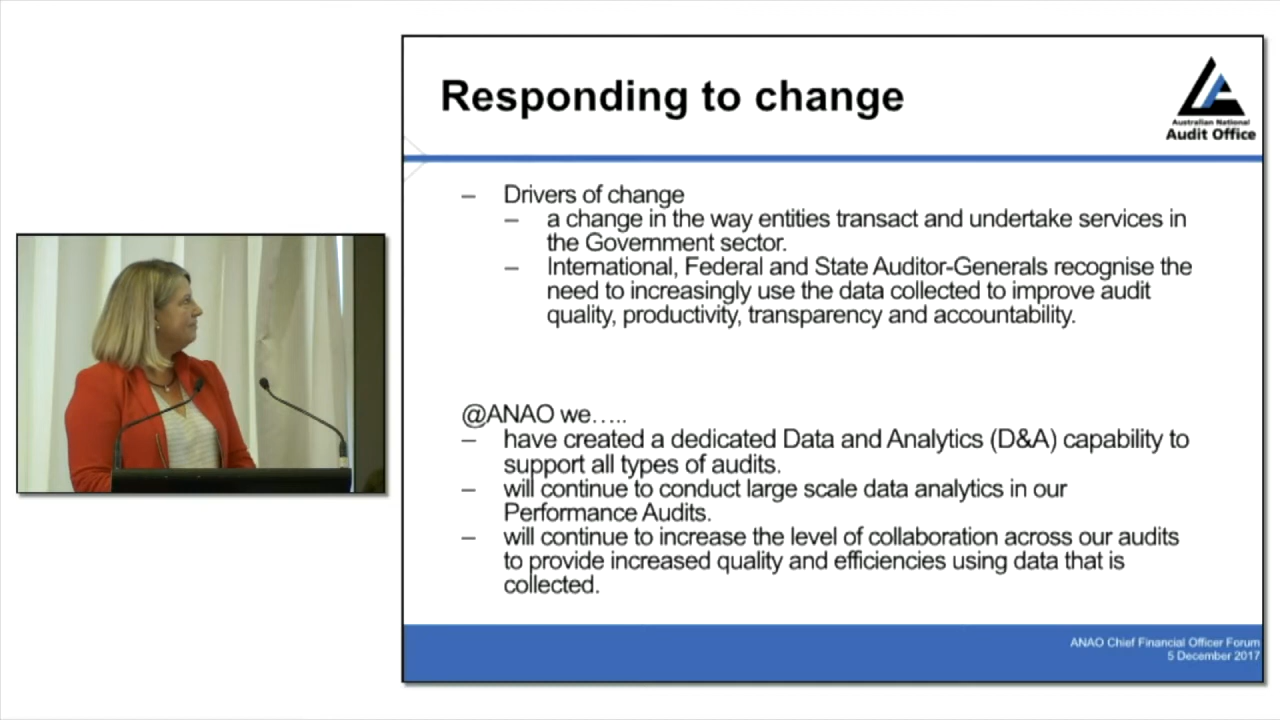 Responding to change
Australian National
Audit Office
– Drivers of change
– a change in the way entities transact and undertake services in
the Government sector.
– International, Federal and State Auditor-Generals recognise the
need to increasingly use the data collected to improve audit
quality, productivity, transparency and accountability.
@ANAO we…..
– have created a dedicated Data and Analytics (D&A) capability to
support all types of audits.
– will continue to conduct large scale data analytics in our
Performance Audits.
– will continue to increase the level of collaboration across our audits
to provide increased quality and efficiencies using data that is
collected.
ANAO Chief Financial Officer Forum
5 December 2017